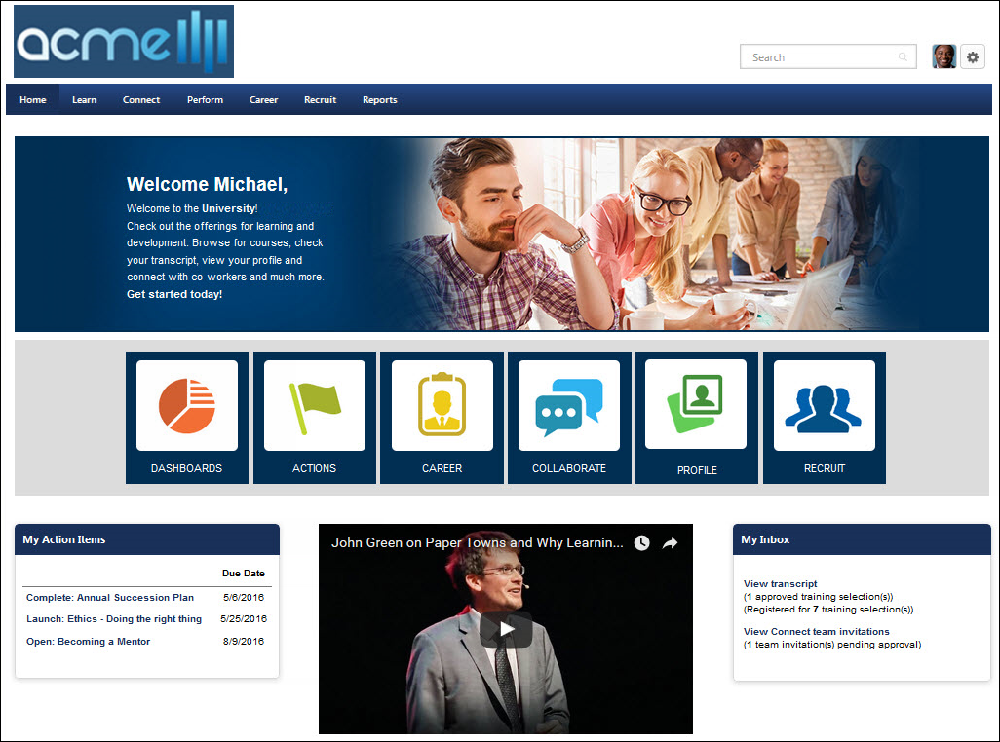 acme
Search
Home Learn Connect Perform Career Recruit Reports
Welcome Michael,
Welcome to the University!
Check out the offerings for learning and
development. Browse for courses, check
your transcript, view your profile and
connect with co-workers and much more.
Get started today!
DASHBOARDS ACTIONS CAREER COLLABORATE PROFILE RECRUIT
My Action Items
Due Date
Complete: Annual Succession Plan 5/6/2016
Launch: Ethics - Doing the right thing 5/25/2016
Open: Becoming a Mentor 8/9/2016
John Green on Paper Towns and Why Learnin...
My Inbox
View transcript
(1 approved training selection(s))
(Registered for 7 training selection(s))
View Connect team invitations
(1 team invitation(s) pending approval)